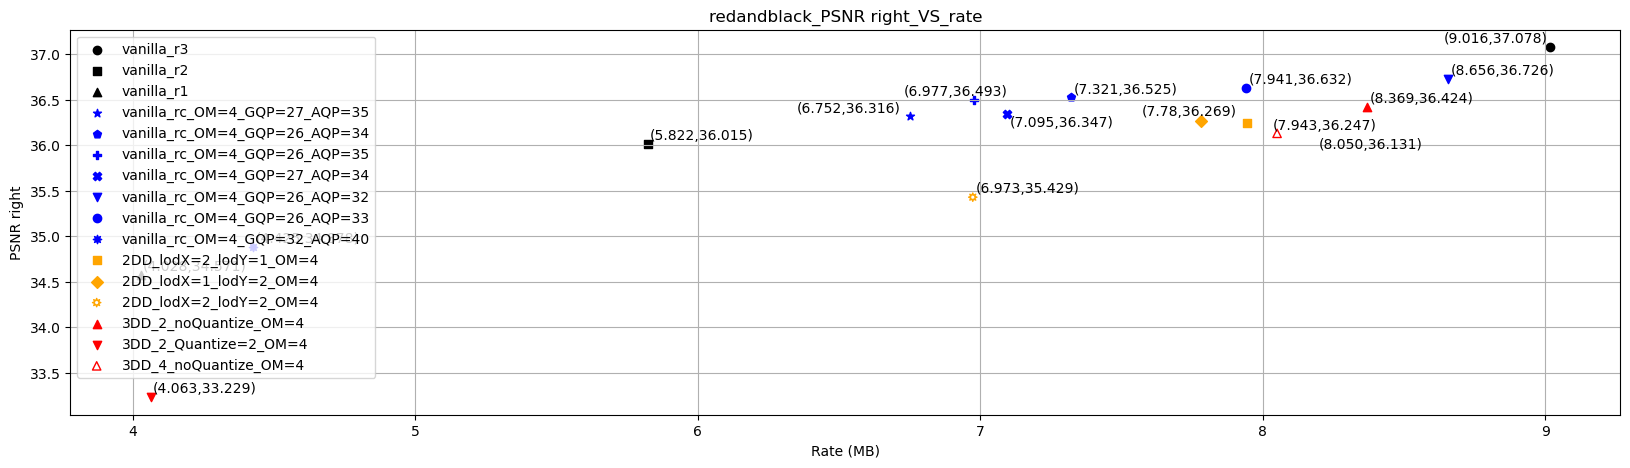 redandblack_PSNR right_VS_rate
PSNR right
37.0
36.5
36.0
35.5
35.0
34.5
34.0
33.5
vanilla_r3
vanilla_r2
vanilla_r1
vanilla_rc_OM=4_GQP=27_AQP=35
vanilla_rc_OM=4_GQP=26_AQP=34
vanilla_rc_OM=4_GQP=26_AQP=35
vanilla_rc_OM=4_GQP=27_AQP=34
vanilla_rc_OM=4_GQP=26_AQP=32
vanilla_rc_OM=4_GQP=26_AQP=33
vanilla_rc_OM=4_GQP=32_AQP=40
2DD_lodX=2_lodY=1_OM=4
2DD_lodX=1_lodY=2_OM=4
2DD_lodX=2_lodY=2_OM=4
3DD_2_noQuantize_OM=4
3DD_2_Quantize=2_OM=4
3DD_4_noQuantize_OM=4
(9.016,37.078)
(8.656,36.726)
(7.941,36.632)
(7.321,36.525)
(6.977,36.493)
(8.369,36.424)
(6.752,36.316)
(7.78,36.269)
(7.095,36.347)
(7.943,36.247)
(8.050,36.131)
(5.822,36.015)
(6.973,35.429)
(4.028,34.571)
(4.063,33.229)
4
5
6
7
8
9
Rate (MB)